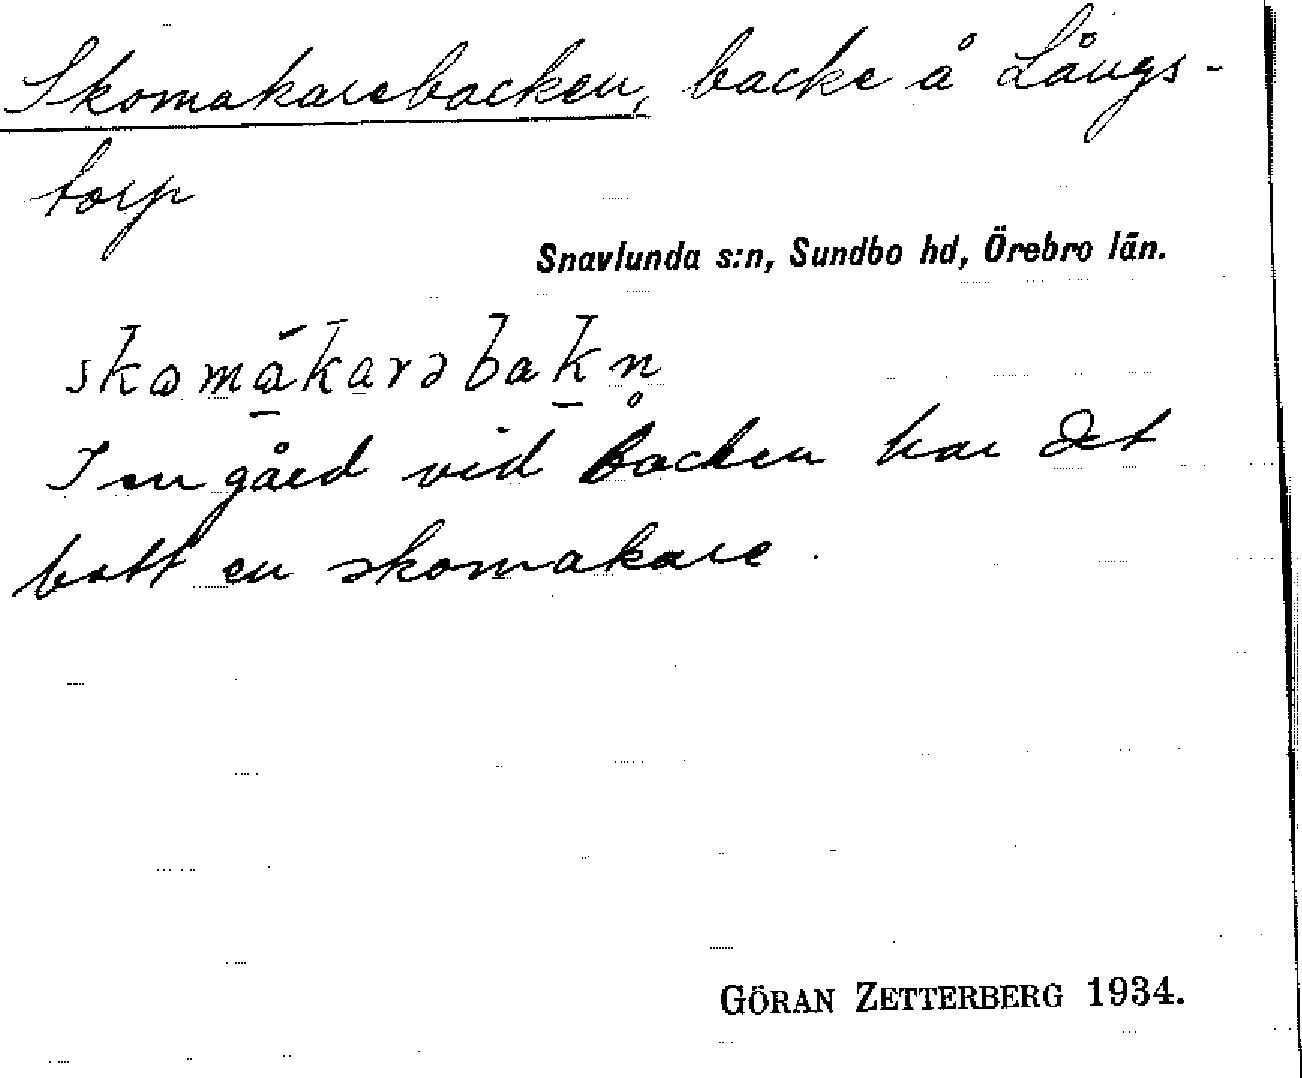 Skomakarebacken, backe å Långs-
torp
Snavlunda s:n, Sundbo hd, Örebro län.
skomákarəbakn̥
I en gård vid backen har det
bott en skomakare.
GÖRAN ZETTERBERG 1934.